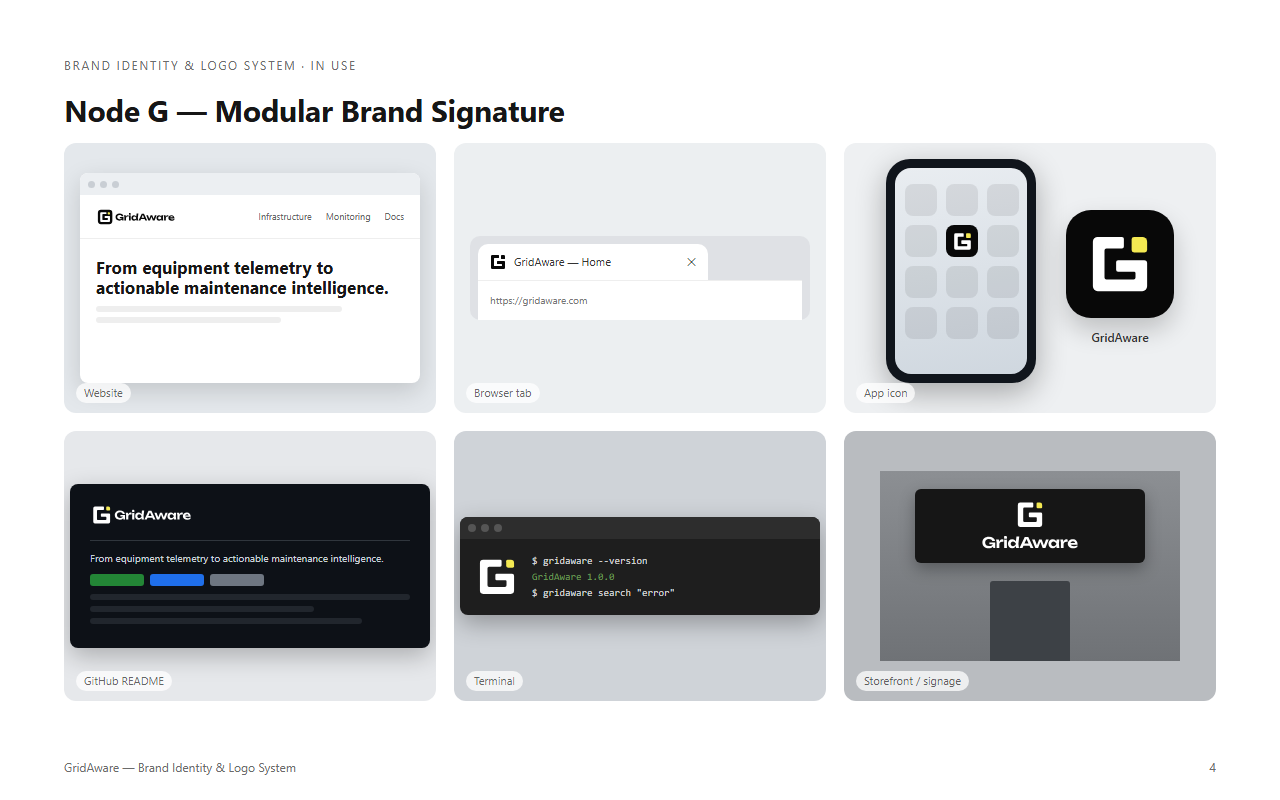 BRAND IDENTITY & LOGO SYSTEM · IN USE
Node G — Modular Brand Signature
GridAware
Infrastructure Monitoring Docs
From equipment telemetry to
actionable maintenance intelligence.
Website
GridAware — Home
https://gridaware.com
Browser tab
GridAware
App icon
GridAware
From equipment telemetry to actionable maintenance intelligence.
GitHub README
$ gridaware --version
GridAware 1.0.0
$ gridaware search "error"
Terminal
GridAware
Storefront / signage
GridAware — Brand Identity & Logo System
4